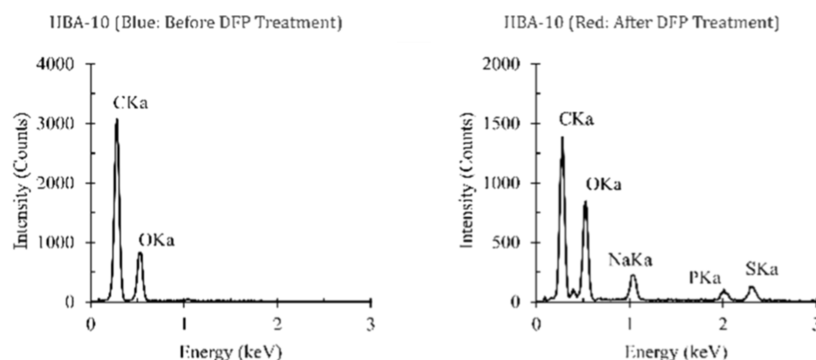 HBA-10 (Blue: Before DFP Treatment)
4000
3000
2000
1000
0
Intensity (Counts)
CKa
OKa
0
1
2
3
Energy (keV)
HBA-10 (Red: After DFP Treatment)
2000
1500
1000
500
0
Intensity (Counts)
CKa
OKa
NaKa
PKa
SKa
0
1
2
3
Energy (keV)